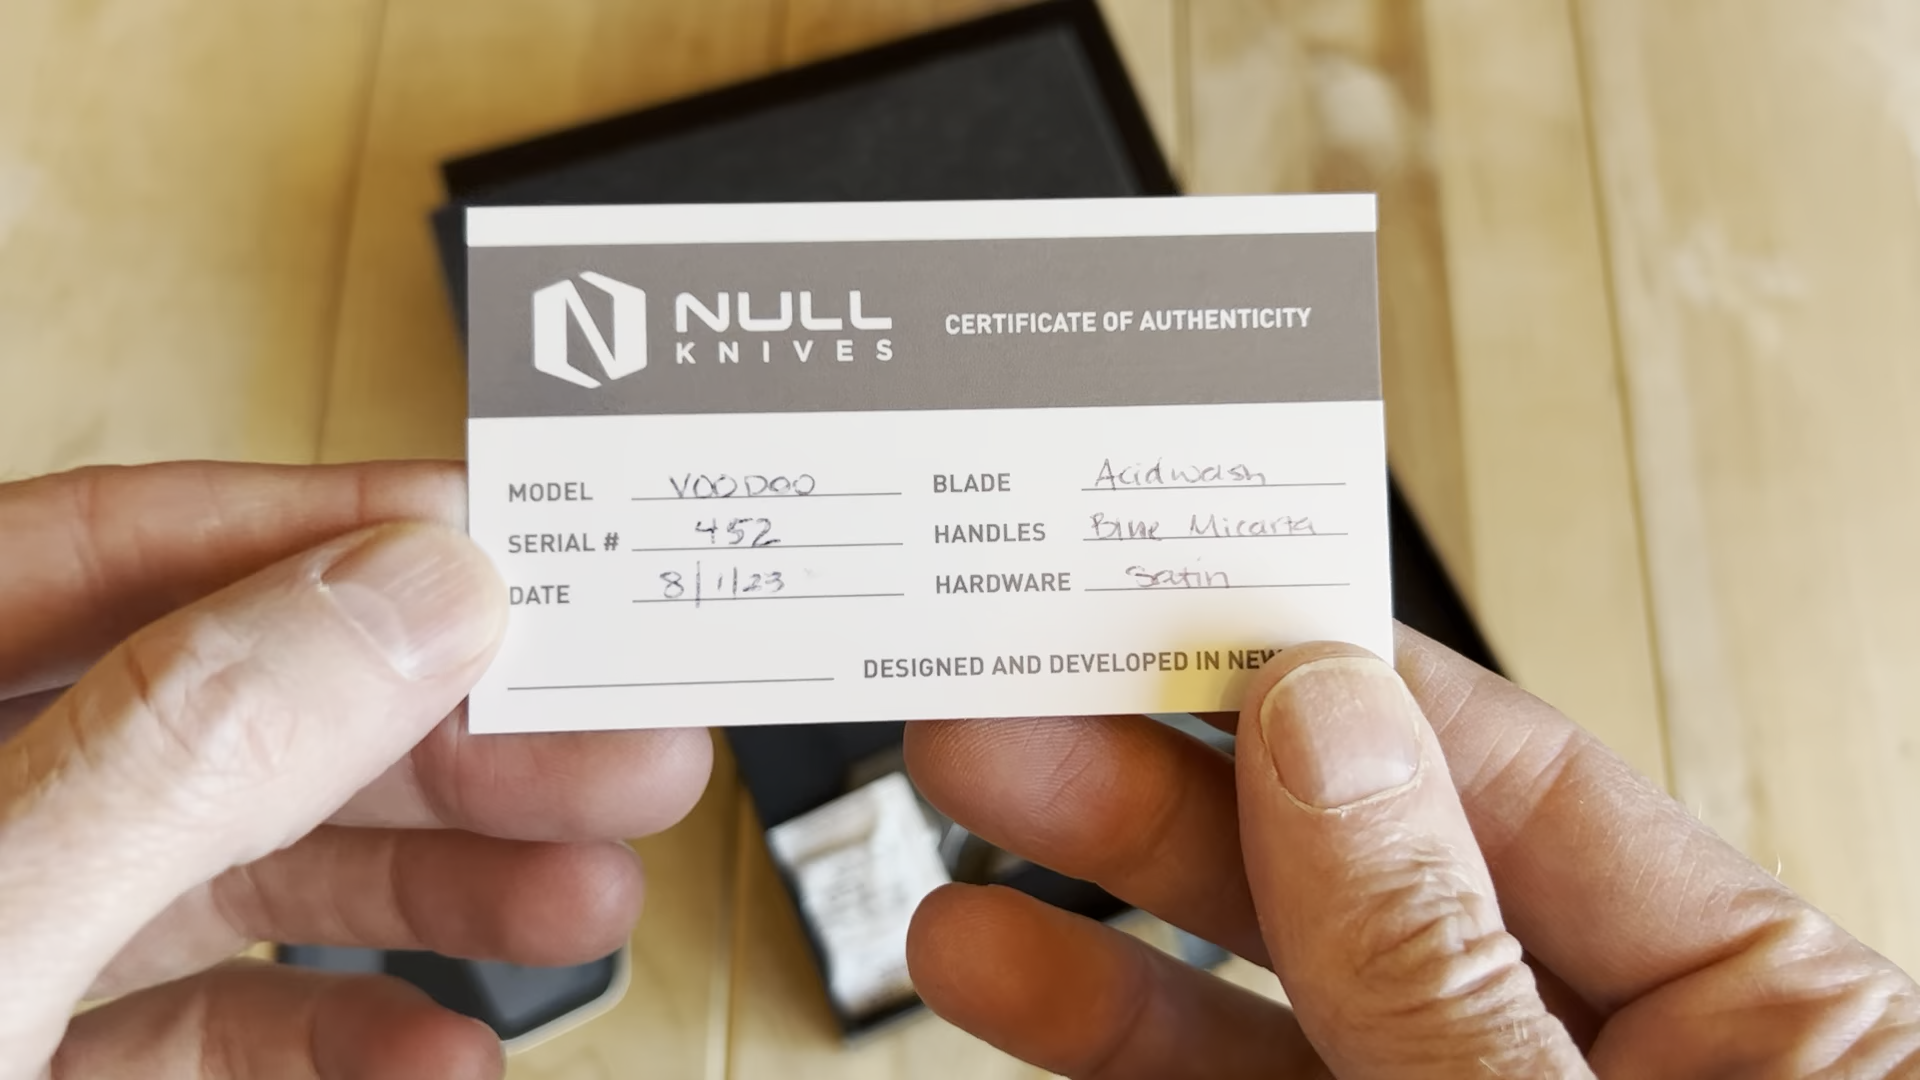 NULL
KNIVES
CERTIFICATE OF AUTHENTICITY
MODEL VOODOO
SERIAL # 452
DATE 8/1/23
BLADE Acidwash
HANDLES Blue Micarta
HARDWARE Satin
DESIGNED AND DEVELOPED IN NEW